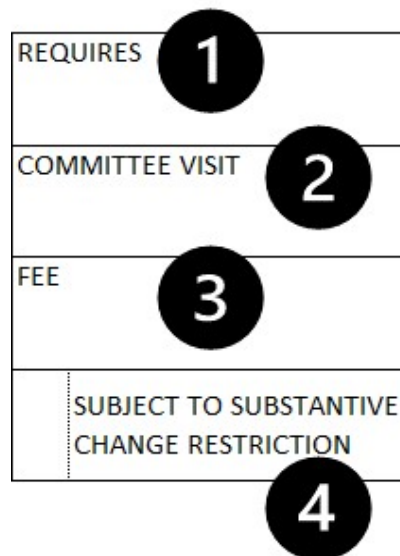 REQUIRES 1
COMMITTEE VISIT 2
FEE 3
SUBJECT TO SUBSTANTIVE
CHANGE RESTRICTION
4